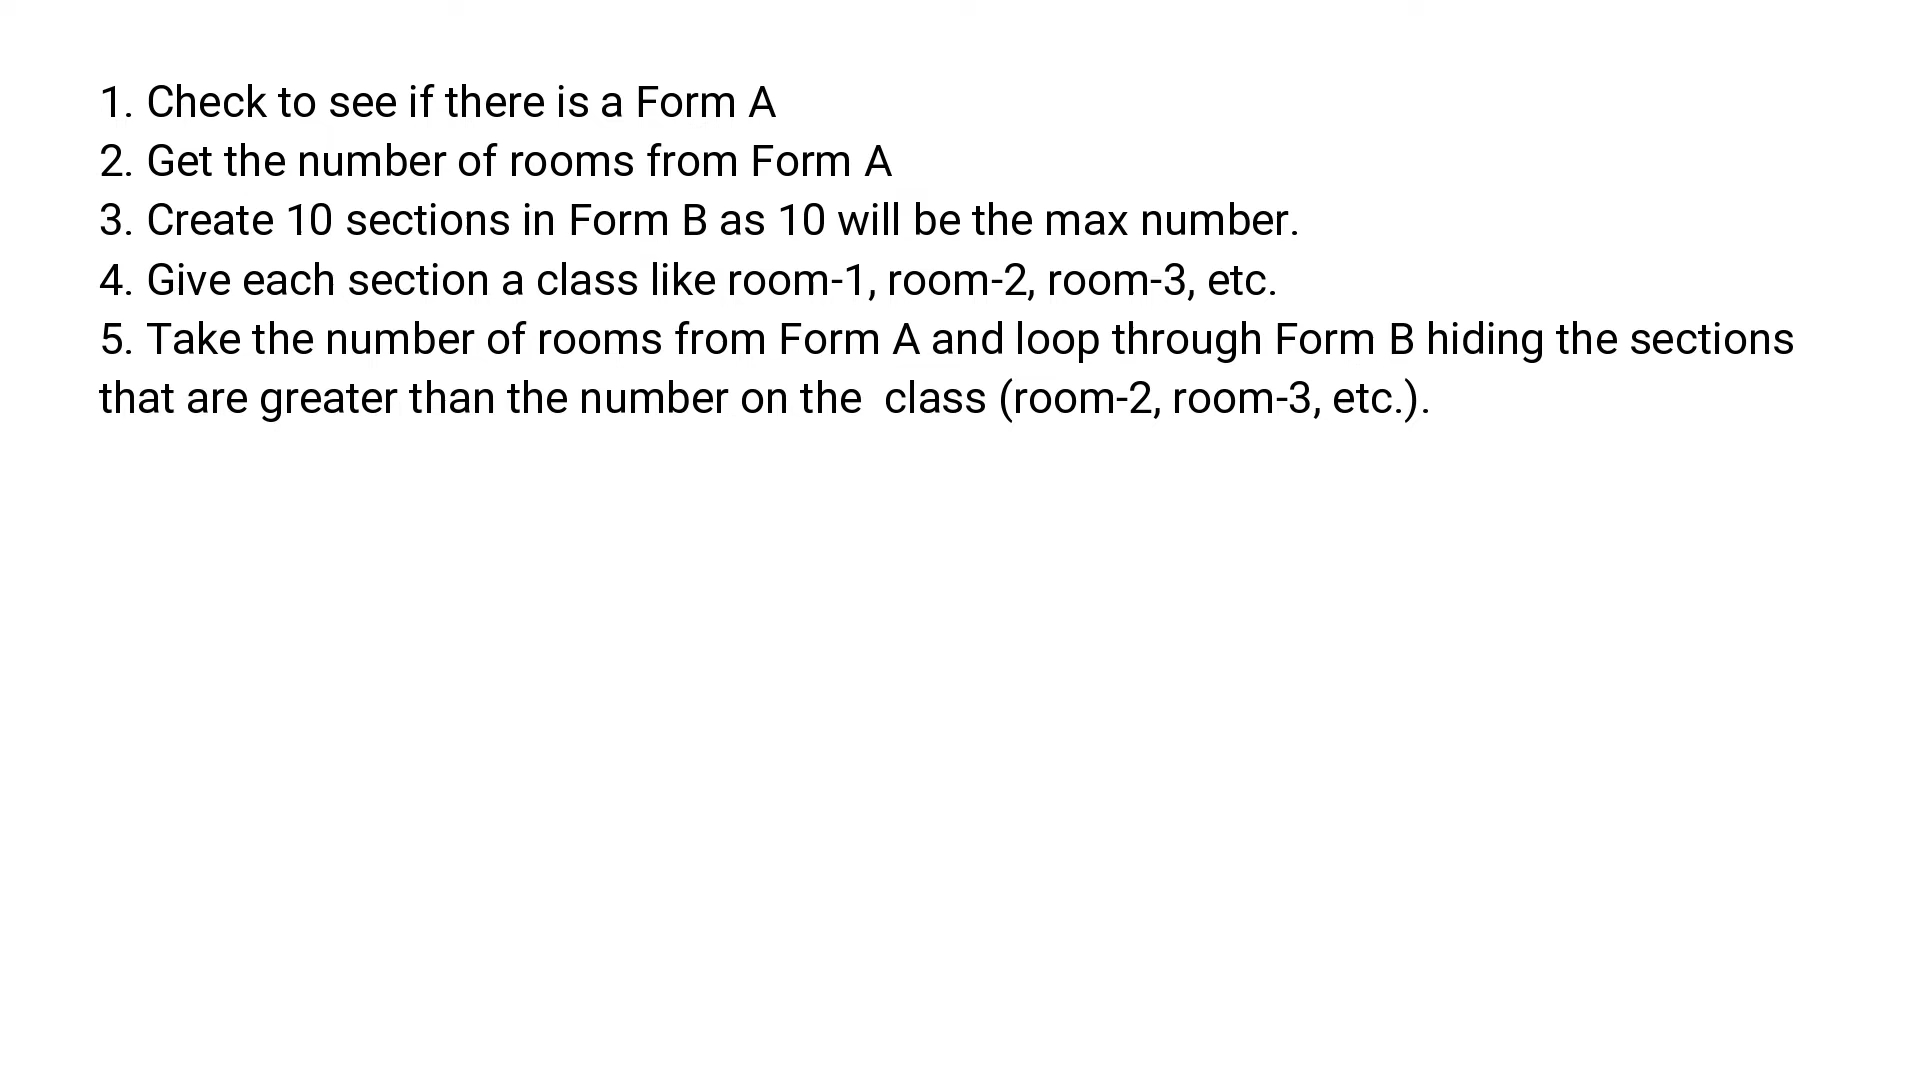 1. Check to see if there is a Form A
2. Get the number of rooms from Form A
3. Create 10 sections in Form B as 10 will be the max number.
4. Give each section a class like room-1, room-2, room-3, etc.
5. Take the number of rooms from Form A and loop through Form B hiding the sections
that are greater than the number on the  class (room-2, room-3, etc.).